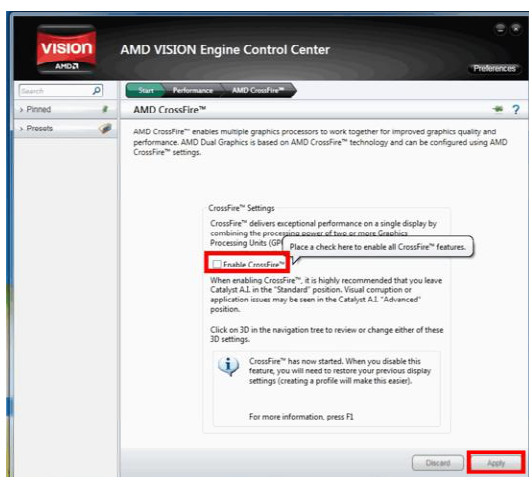 VISION
AMD
AMD VISION Engine Control Center
Preferences
Search
Start
Performance
AMD CrossFire™
> Pinned
AMD CrossFire™
?
> Presets
AMD CrossFire™ enables multiple graphics processors to work together for improved graphics quality and
performance. AMD Dual Graphics is based on AMD CrossFire™ technology and can be configured using AMD
CrossFire™ settings.
CrossFire™ Settings
CrossFire™ delivers exceptional performance on a single display by
combining the processing power of two or more Graphics
Processing Units (GP
Place a check here to enable all CrossFire™ features.
Enable CrossFire™
When enabling CrossFire™, it is highly recommended that you leave
Catalyst A.I. in the "Standard" position. Visual corruption or
application issues may be seen in the Catalyst A.I. "Advanced"
position.
Click on 3D in the navigation tree to review or change either of these
3D settings.
CrossFire™ has now started. When you disable this
feature, you will need to restore your previous display
settings (creating a profile will make this easier).
For more information, press F1
Discard
Apply